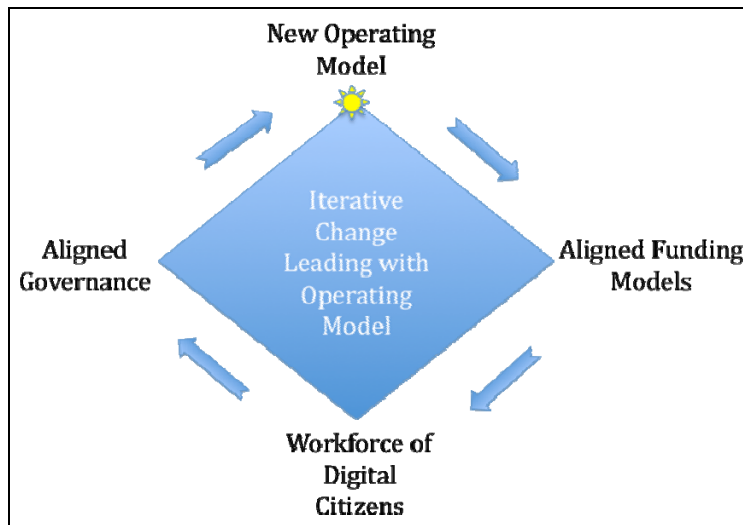 New Operating
Model
Iterative
Change
Leading with
Operating
Model
Aligned
Governance
Aligned Funding
Models
Workforce of
Digital
Citizens